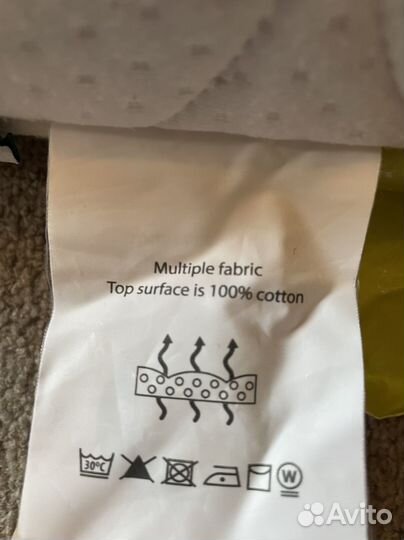 Multiple fabric
Top surface is 100% cotton
30°C
W
Avito